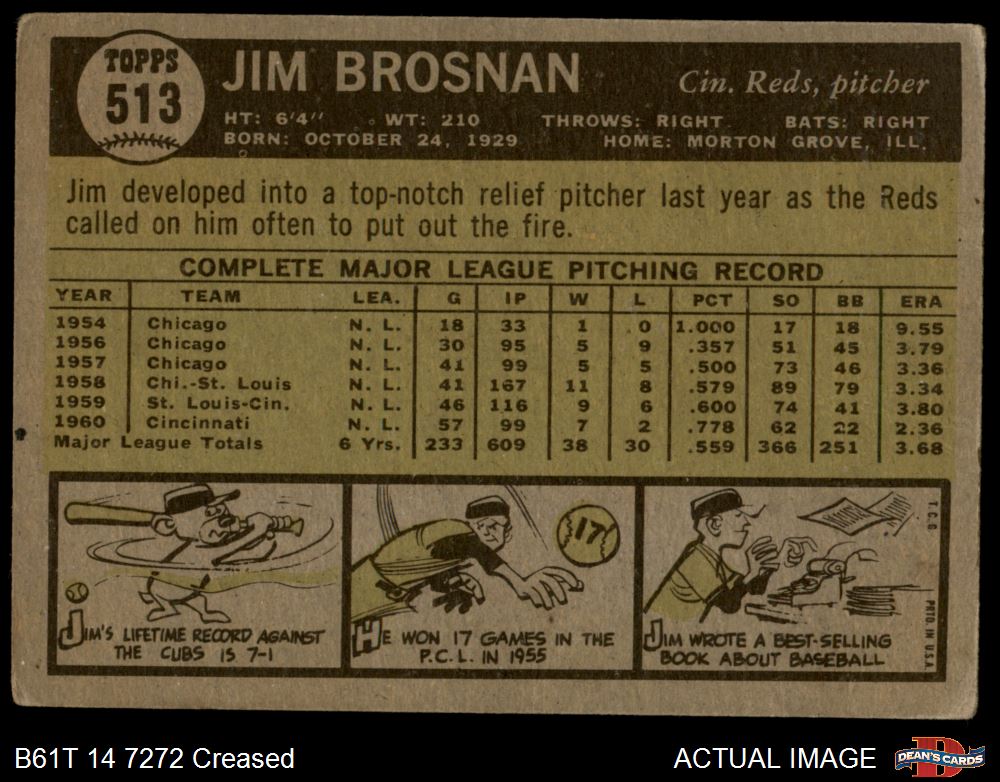 TOPPS
513
JIM BROSNAN
Cin. Reds, pitcher
HT: 6'4" WT: 210 THROWS: RIGHT BATS: RIGHT
BORN: OCTOBER 24, 1929 HOME: MORTON GROVE, ILL.
Jim developed into a top-notch relief pitcher last year as the Reds
called on him often to put out the fire.
COMPLETE MAJOR LEAGUE PITCHING RECORD
YEAR TEAM LEA. G IP W L PCT SO BB ERA
1954 Chicago N. L. 18 33 1 0 1.000 17 18 9.55
1956 Chicago N. L. 30 95 5 9 .357 51 45 3.79
1957 Chicago N. L. 41 99 5 5 .500 73 46 3.36
1958 Chi.-St. Louis N. L. 41 167 11 8 .579 89 79 3.34
1959 St. Louis-Cin. N. L. 46 116 9 6 .600 74 41 3.80
1960 Cincinnati N. L. 57 99 7 2 .778 62 22 2.36
Major League Totals 6 Yrs. 233 609 38 30 .559 366 251 3.68
JIM'S LIFETIME RECORD AGAINST
THE CUBS IS 7-1
17
HE WON 17 GAMES IN THE
P.C.L. IN 1955
JIM WROTE A BEST-SELLING
BOOK ABOUT BASEBALL
T.C.G.
PRTD. IN U.S.A.
B61T 14 7272 Creased
ACTUAL IMAGE
D
DEAN'S CARDS